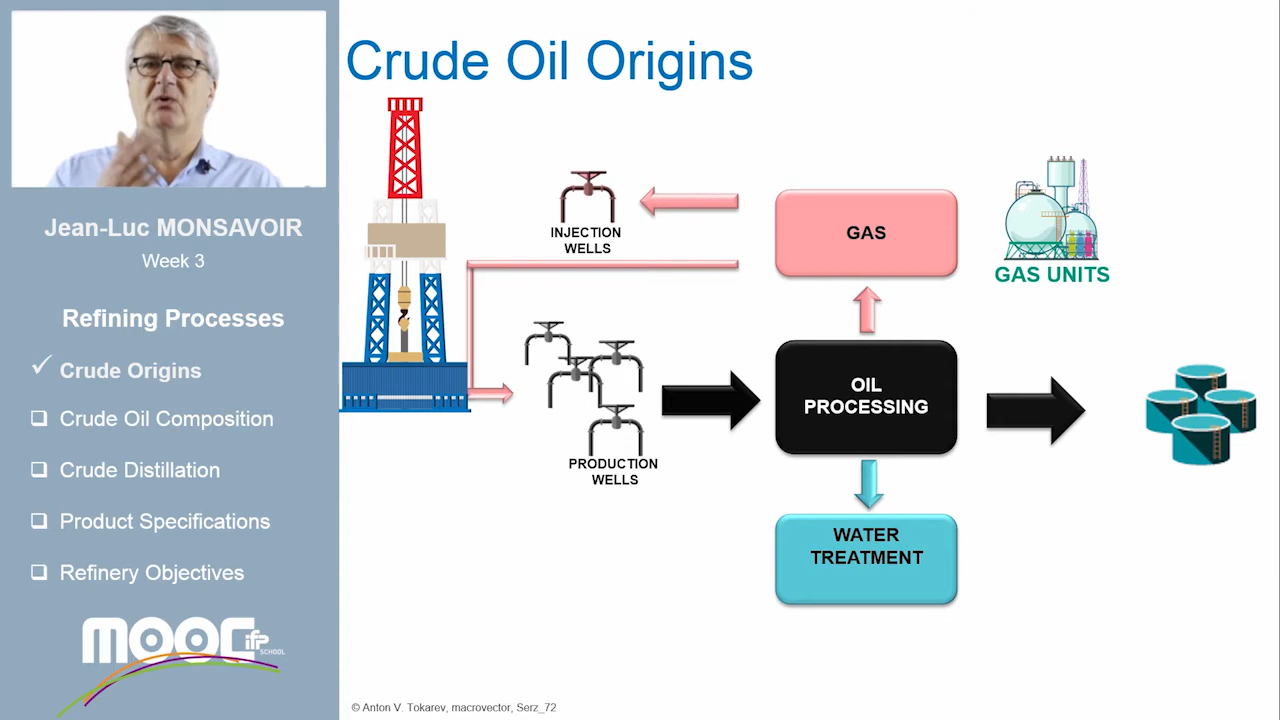 Jean-Luc MONSAVOIR
Week 3
Refining Processes
Crude Origins
Crude Oil Composition
Crude Distillation
Product Specifications
Refinery Objectives
MOOC
ifp
SCHOOL
Crude Oil Origins
INJECTION
WELLS
GAS
GAS UNITS
OIL
PROCESSING
PRODUCTION
WELLS
WATER
TREATMENT
© Anton V. Tokarev, macrovector, Serz_72